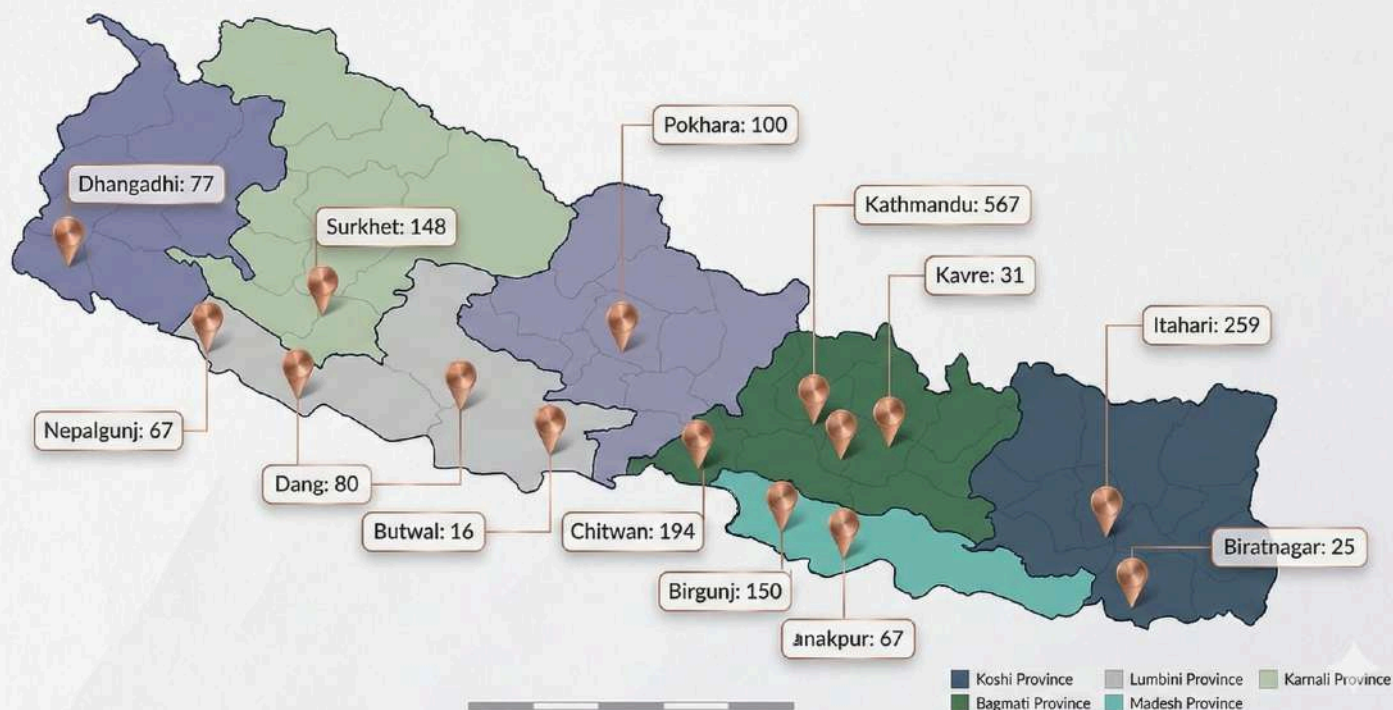 Pokhara: 100
Dhangadhi: 77
Kathmandu: 567
Surkhet: 148
Kavre: 31
Itahari: 259
Nepalgunj: 67
Dang: 80
Butwal: 16
Chitwan: 194
Biratnagar: 25
Birgunj: 150
anakpur: 67
Koshi Province
Lumbini Province
Karnali Province
Bagmati Province
Madesh Province